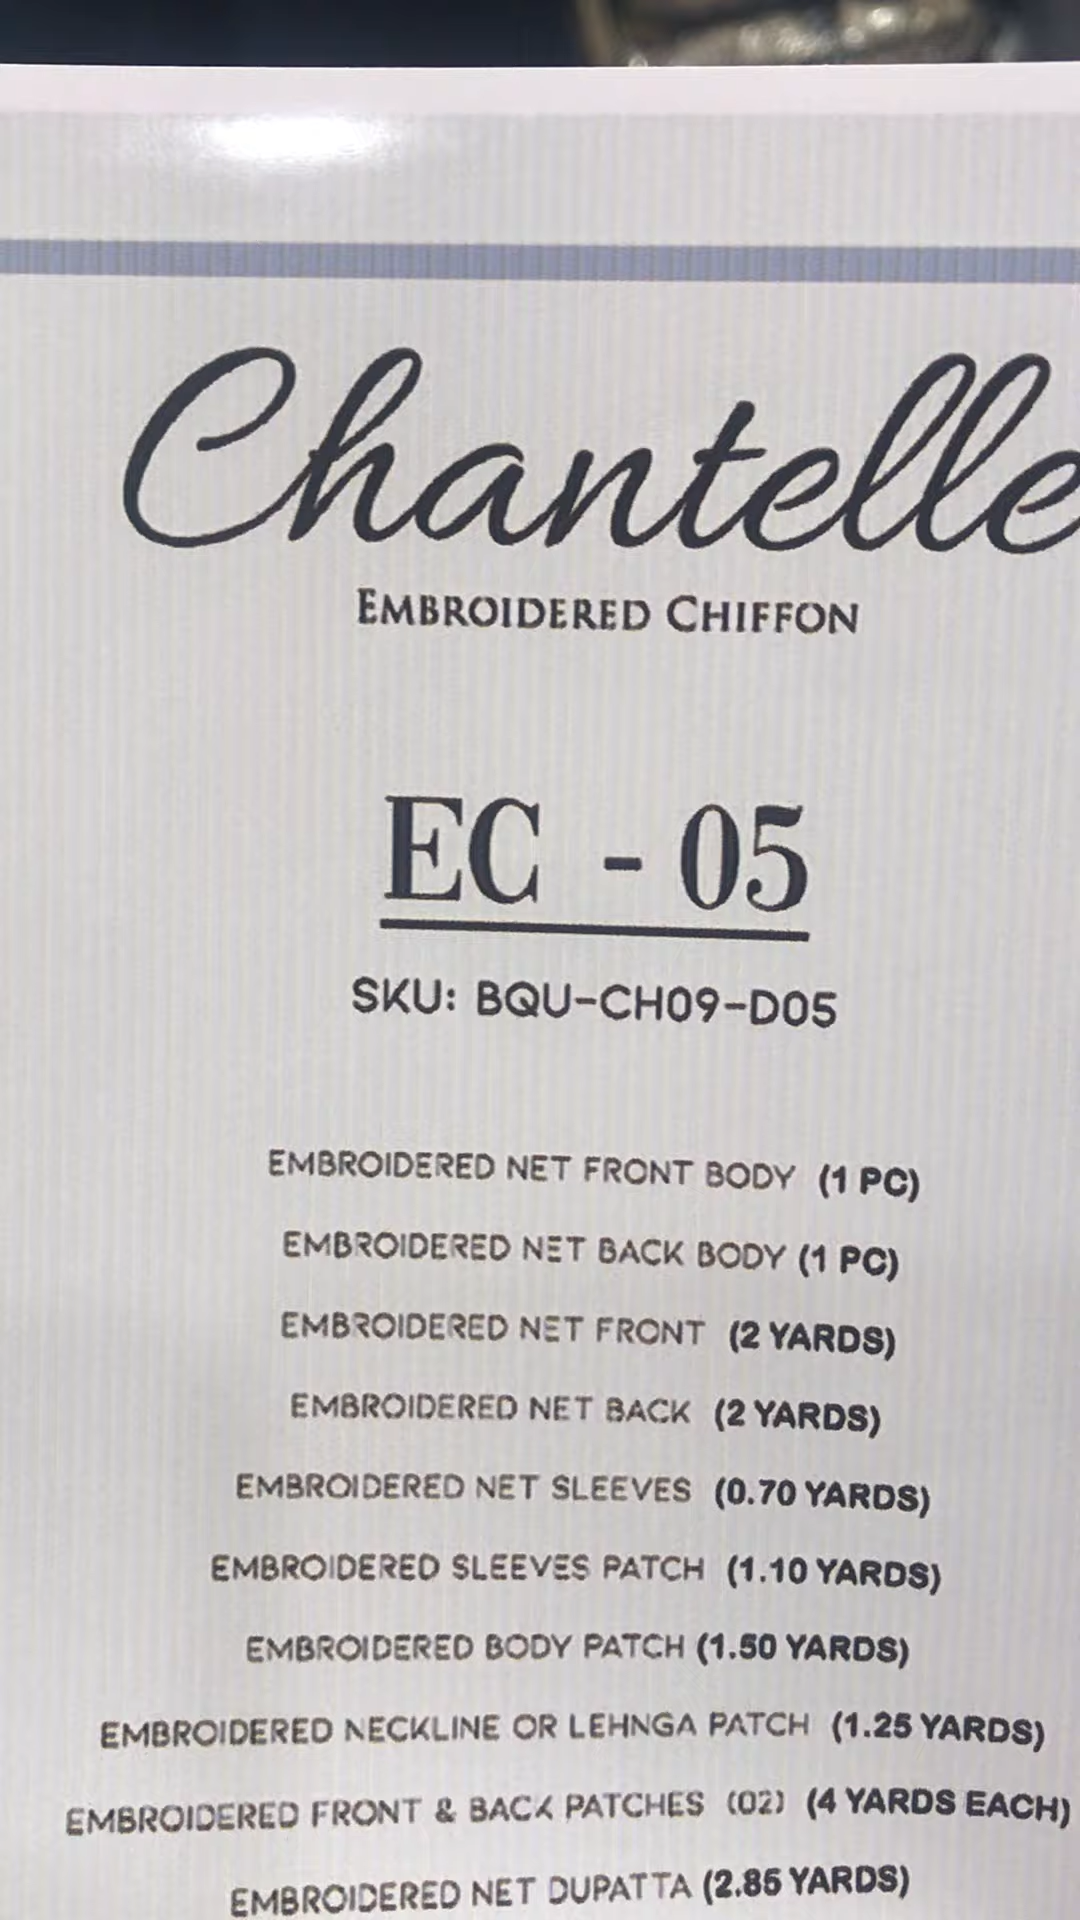 Chantelle
EMBROIDERED CHIFFON
EC - 05
SKU: BQU-CH09-D05
EMBROIDERED NET FRONT BODY (1 PC)
EMBROIDERED NET BACK BODY (1 PC)
EMBROIDERED NET FRONT (2 YARDS)
EMBROIDERED NET BACK (2 YARDS)
EMBROIDERED NET SLEEVES (0.70 YARDS)
EMBROIDERED SLEEVES PATCH (1.10 YARDS)
EMBROIDERED BODY PATCH (1.50 YARDS)
EMBROIDERED NECKLINE OR LEHNGA PATCH (1.25 YARDS)
EMBROIDERED FRONT & BACK PATCHES (02) (4 YARDS EACH)
EMBROIDERED NET DUPATTA (2.85 YARDS)